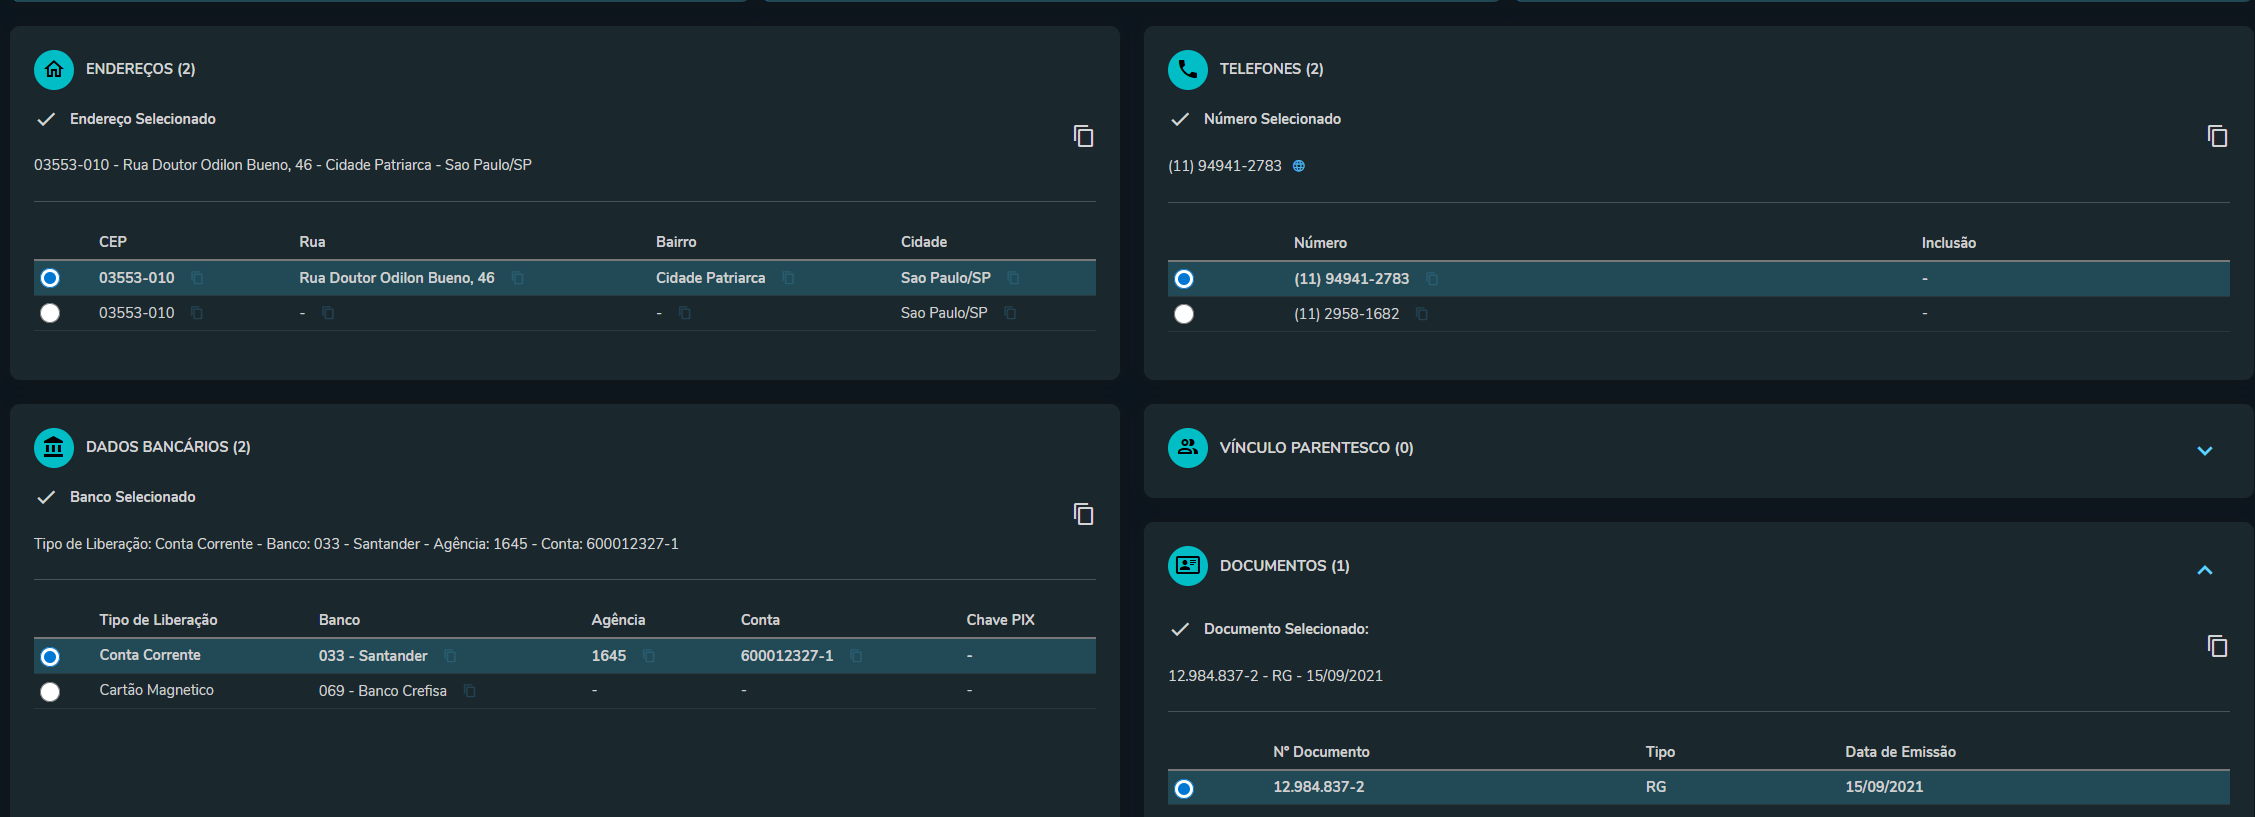 ENDEREÇOS (2)
Endereço Selecionado
03553-010 - Rua Doutor Odilon Bueno, 46 - Cidade Patriarca - Sao Paulo/SP
CEP Rua Bairro Cidade
03553-010 Rua Doutor Odilon Bueno, 46 Cidade Patriarca Sao Paulo/SP
03553-010 - - Sao Paulo/SP
TELEFONES (2)
Número Selecionado
(11) 94941-2783
Número Inclusão
(11) 94941-2783 -
(11) 2958-1682 -
DADOS BANCÁRIOS (2)
Banco Selecionado
Tipo de Liberação: Conta Corrente - Banco: 033 - Santander - Agência: 1645 - Conta: 600012327-1
Tipo de Liberação Banco Agência Conta Chave PIX
Conta Corrente 033 - Santander 1645 600012327-1 -
Cartão Magnetico 069 - Banco Crefisa - - -
VÍNCULO PARENTESCO (0)
DOCUMENTOS (1)
Documento Selecionado:
12.984.837-2 - RG - 15/09/2021
Nº Documento Tipo Data de Emissão
12.984.837-2 RG 15/09/2021